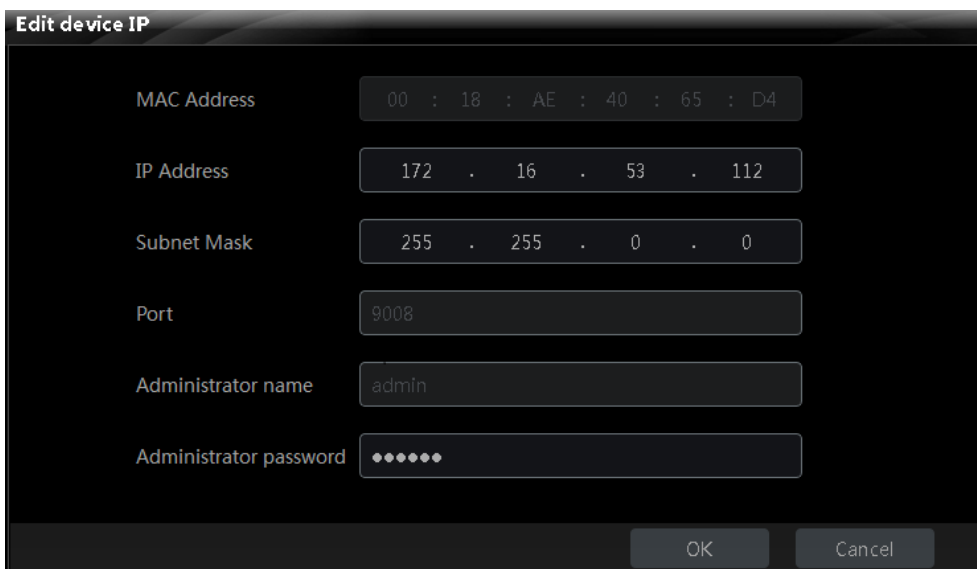 Edit device IP
MAC Address 00 : 18 : AE : 40 : 65 : D4
IP Address 172 . 16 . 53 . 112
Subnet Mask 255 . 255 . 0 . 0
Port 9008
Administrator name admin
Administrator password ●●●●●●
OK Cancel